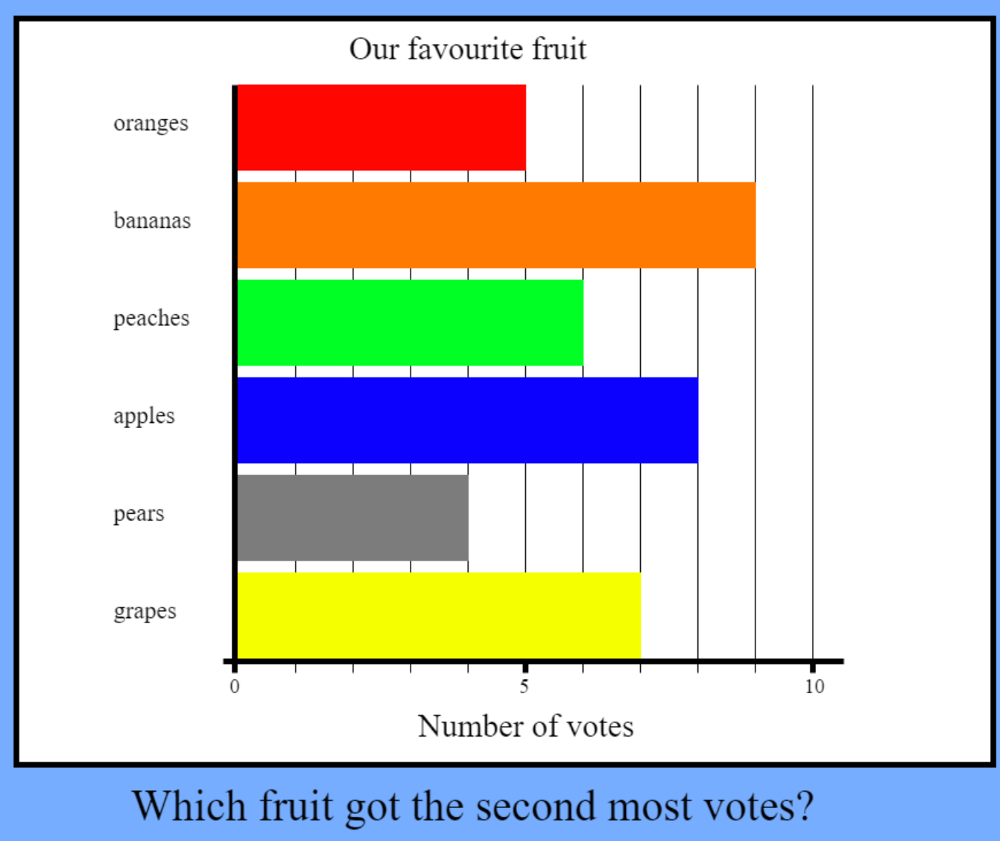 Our favourite fruit
oranges
bananas
peaches
apples
pears
grapes
0 5 10
Number of votes
Which fruit got the second most votes?